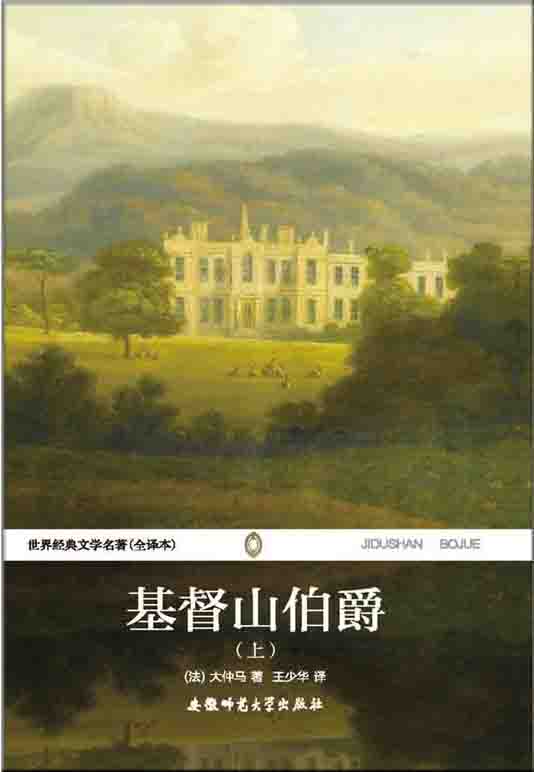 世界经典文学名著(全译本)
JIDUSHAN BOJUE
基督山伯爵
(上)
(法) 大仲马 著 王少华 译
安徽师范大学出版社